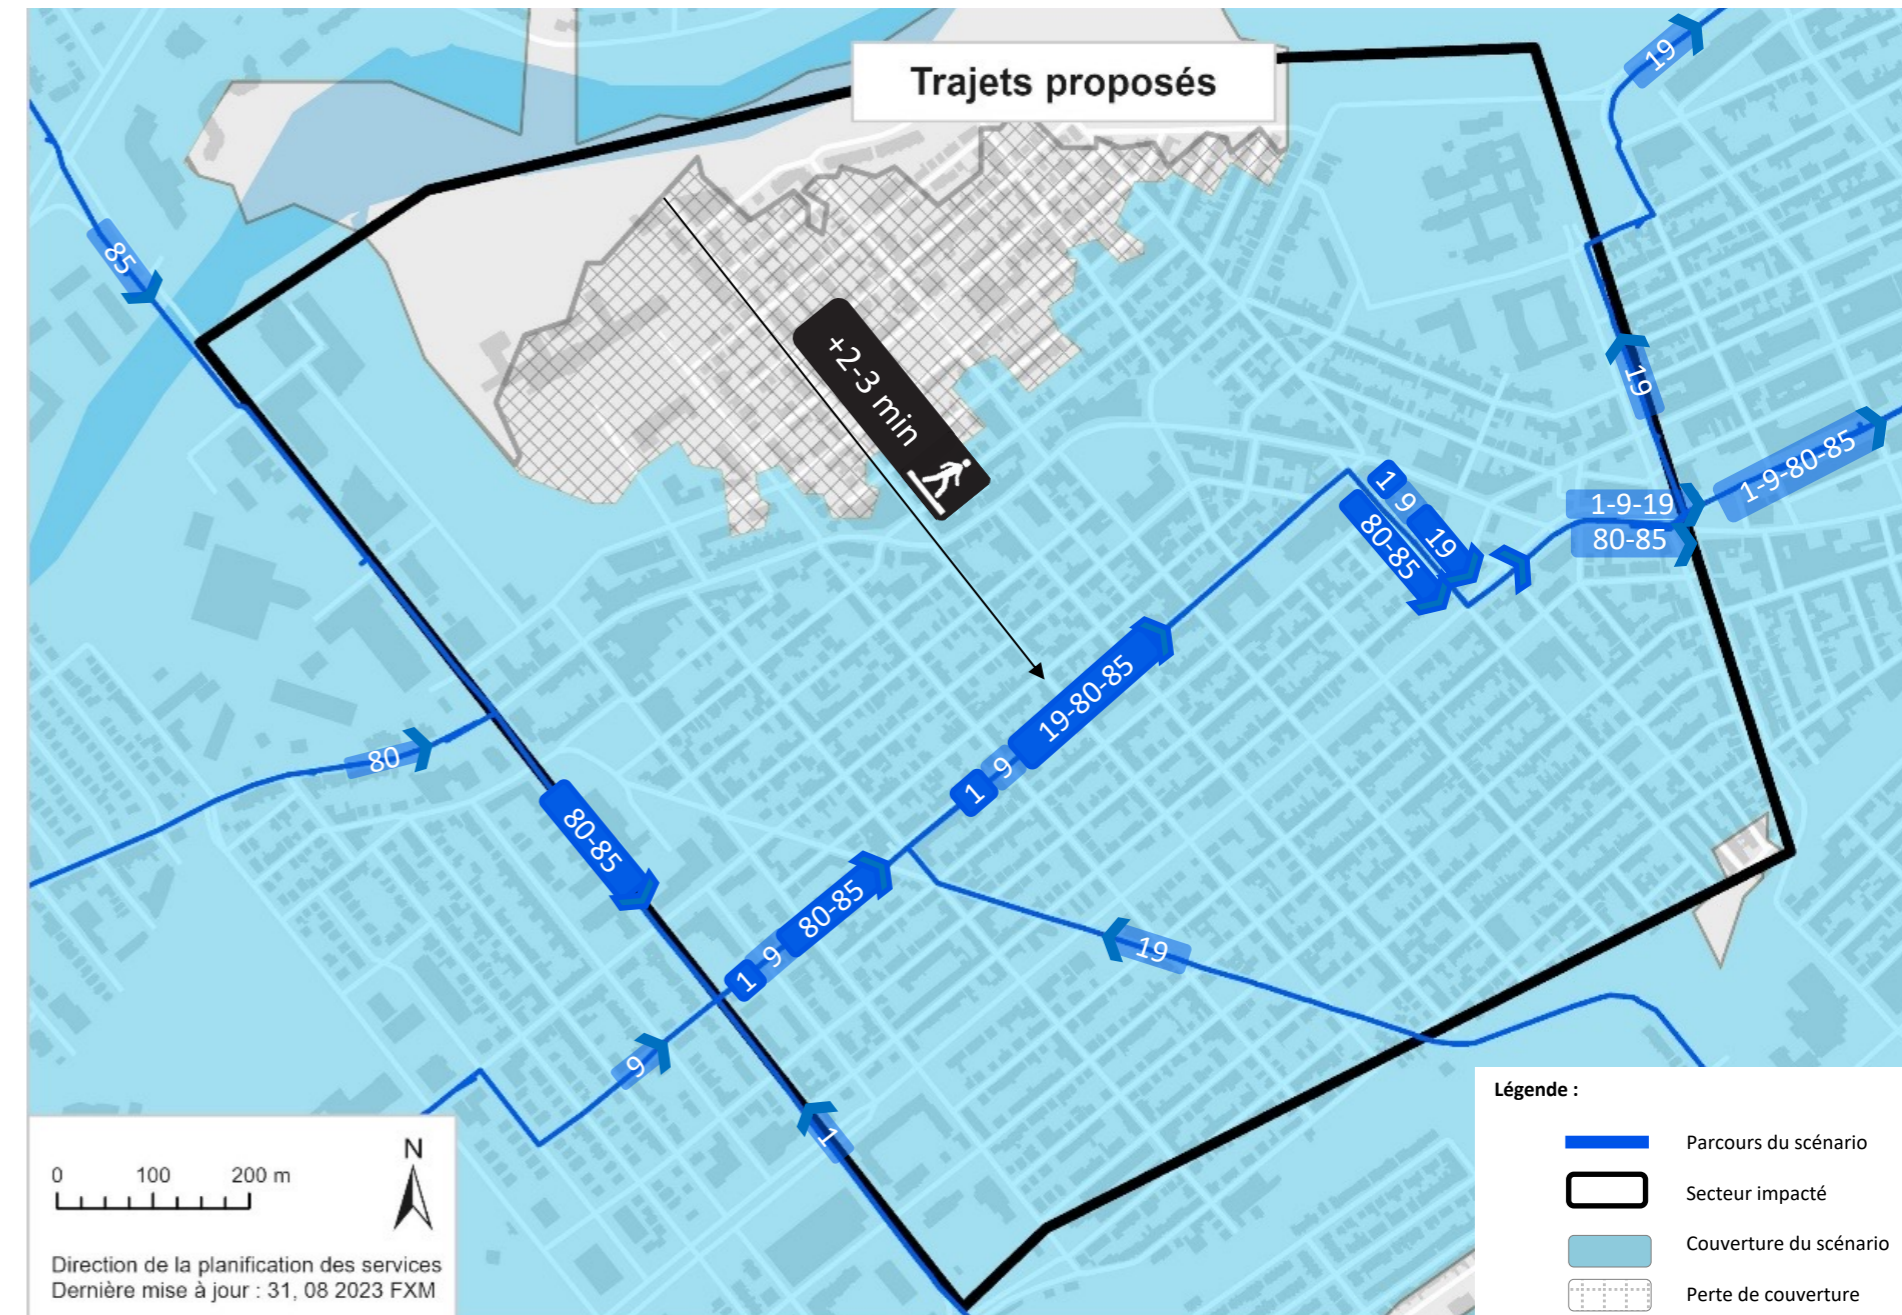 Trajets proposés
19
85
+2-3 min
19
1-9-80-85
1
9
19
80-85
1-9-19
80-85
19-80-85
9
1
80
80-85
80-85
9
1
19
9
1
Légende :
Parcours du scénario
Secteur impacté
Couverture du scénario
Perte de couverture
N
0 100 200 m
Direction de la planification des services
Dernière mise à jour : 31, 08 2023 FXM